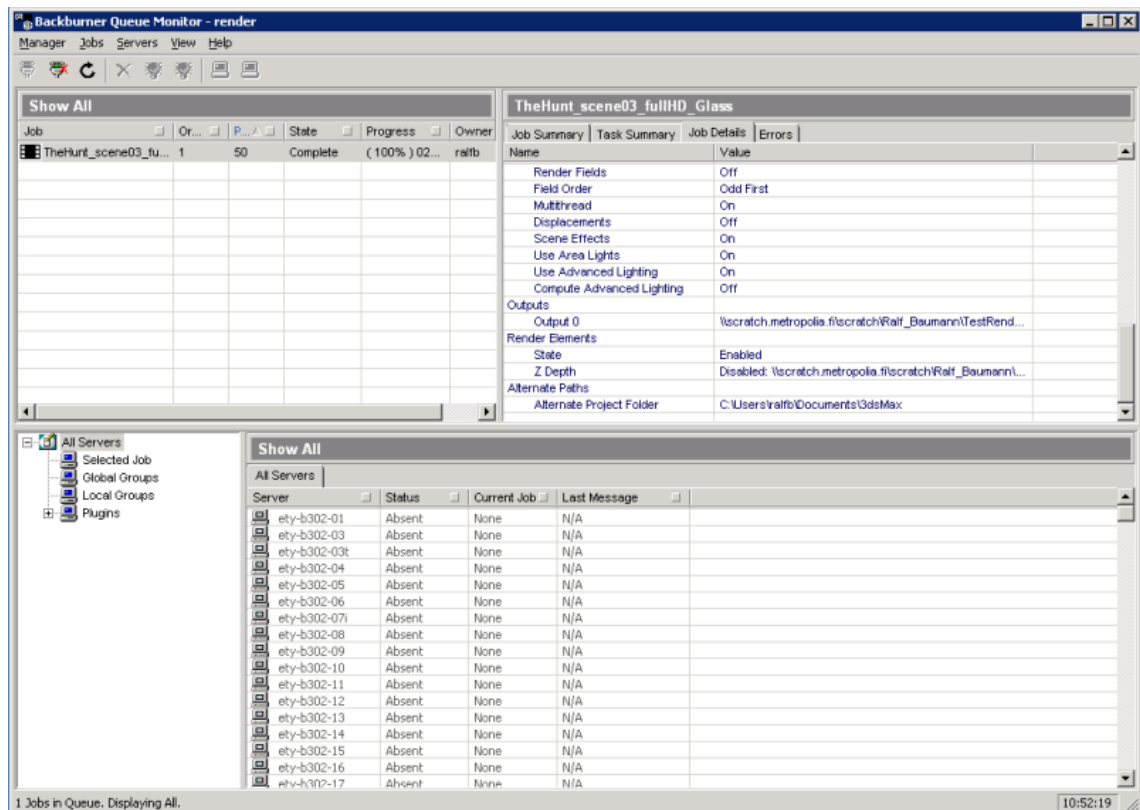 Backburner Queue Monitor - render
Manager Jobs Servers View Help
Show All
Job Or... P... State Progress Owner
TheHunt_scene03_fu... 1 50 Complete (100%) 02... ralfb
TheHunt_scene03_fullHD_Glass
Job Summary Task Summary Job Details Errors
Name Value
Render Fields Off
Field Order Odd First
Multithread On
Displacements Off
Scene Effects On
Use Area Lights On
Use Advanced Lighting On
Compute Advanced Lighting Off
Outputs
Output 0 \\scratch.metropolia.fi\scratch\Ralf_Baumann\TestRend...
Render Elements
State Enabled
Z Depth Disabled: \\scratch.metropolia.fi\scratch\Ralf_Baumann\...
Alternate Paths
Alternate Project Folder C:\Users\ralfb\Documents\3dsMax
All Servers
Selected Job
Global Groups
Local Groups
Plugins
Show All
All Servers
Server Status Current Job Last Message
ety-b302-01 Absent None N/A
ety-b302-03 Absent None N/A
ety-b302-03t Absent None N/A
ety-b302-04 Absent None N/A
ety-b302-05 Absent None N/A
ety-b302-06 Absent None N/A
ety-b302-07i Absent None N/A
ety-b302-08 Absent None N/A
ety-b302-09 Absent None N/A
ety-b302-10 Absent None N/A
ety-b302-11 Absent None N/A
ety-b302-12 Absent None N/A
ety-b302-13 Absent None N/A
ety-b302-14 Absent None N/A
ety-b302-15 Absent None N/A
ety-b302-16 Absent None N/A
ety-b302-17 Absent None N/A
1 Jobs in Queue. Displaying All. 10:52:19